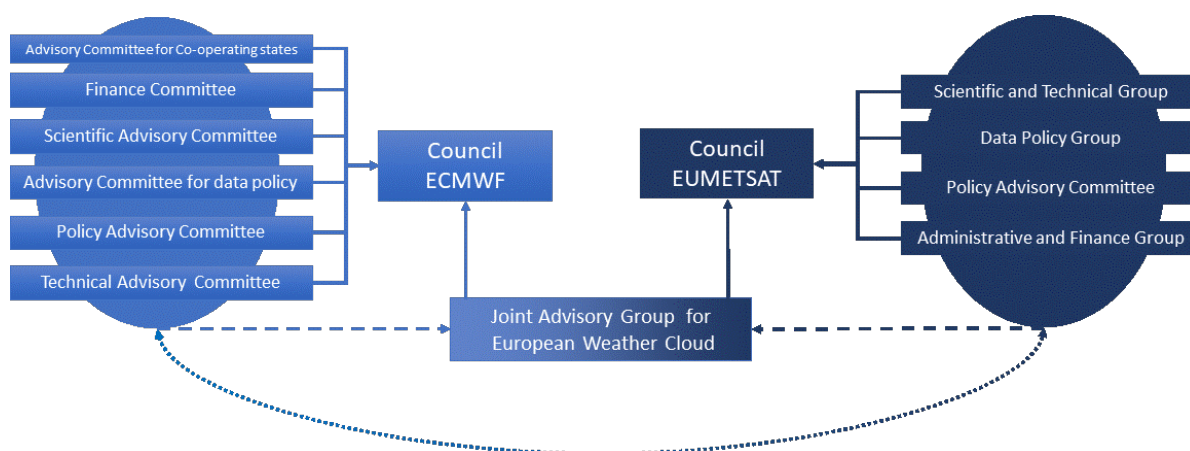 Advisory Committee for Co-operating states
Finance Committee
Scientific Advisory Committee
Advisory Committee for data policy
Policy Advisory Committee
Technical Advisory Committee
Council
ECMWF
Council
EUMETSAT
Scientific and Technical Group
Data Policy Group
Policy Advisory Committee
Administrative and Finance Group
Joint Advisory Group for
European Weather Cloud